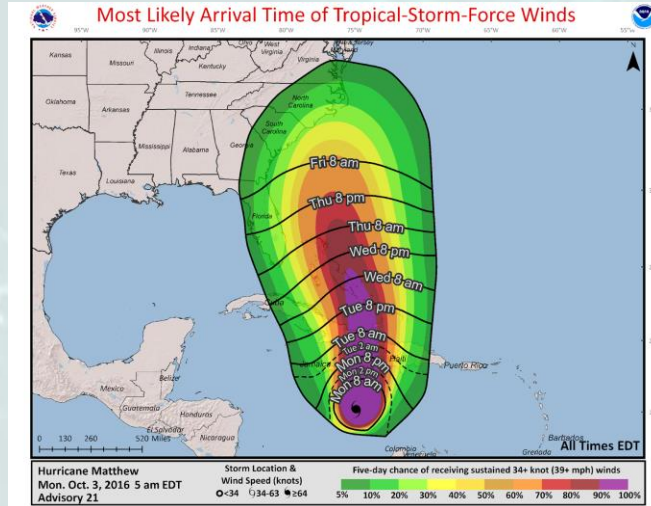 Most Likely Arrival Time of Tropical-Storm-Force Winds
95°W 90°W 85°W 80°W 75°W 70°W 65°W 60°W 55°W
Kansas
Missouri
Illinois
Indiana
West Virginia
Virginia
Kentucky
Oklahoma
Arkansas
Tennessee
North Carolina
South Carolina
Mississippi
Alabama
Georgia
Texas
Louisiana
Florida
Fri 8 am
Thu 8 pm
Thu 8 am
Wed 8 pm
Wed 8 am
Cuba
Tue 8 pm
Tue 8 am
Tue 2 am
Jamaica
Haiti
Mon 8 pm
Puerto Rico
Mon 2 pm
Mon 8 am
Mexico
Belize
Guatemala
Honduras
El Salvador
Nicaragua
Colombia
Venezuela
Barbados
Grenada
0 130 260 520 Miles
All Times EDT
Hurricane Matthew
Mon. Oct. 3, 2016 5 am EDT
Advisory 21
Storm Location &
Wind Speed (knots)
<34 34-63 ≥64
Five-day chance of receiving sustained 34+ knot (39+ mph) winds
5% 10% 20% 30% 40% 50% 60% 70% 80% 90% 100%